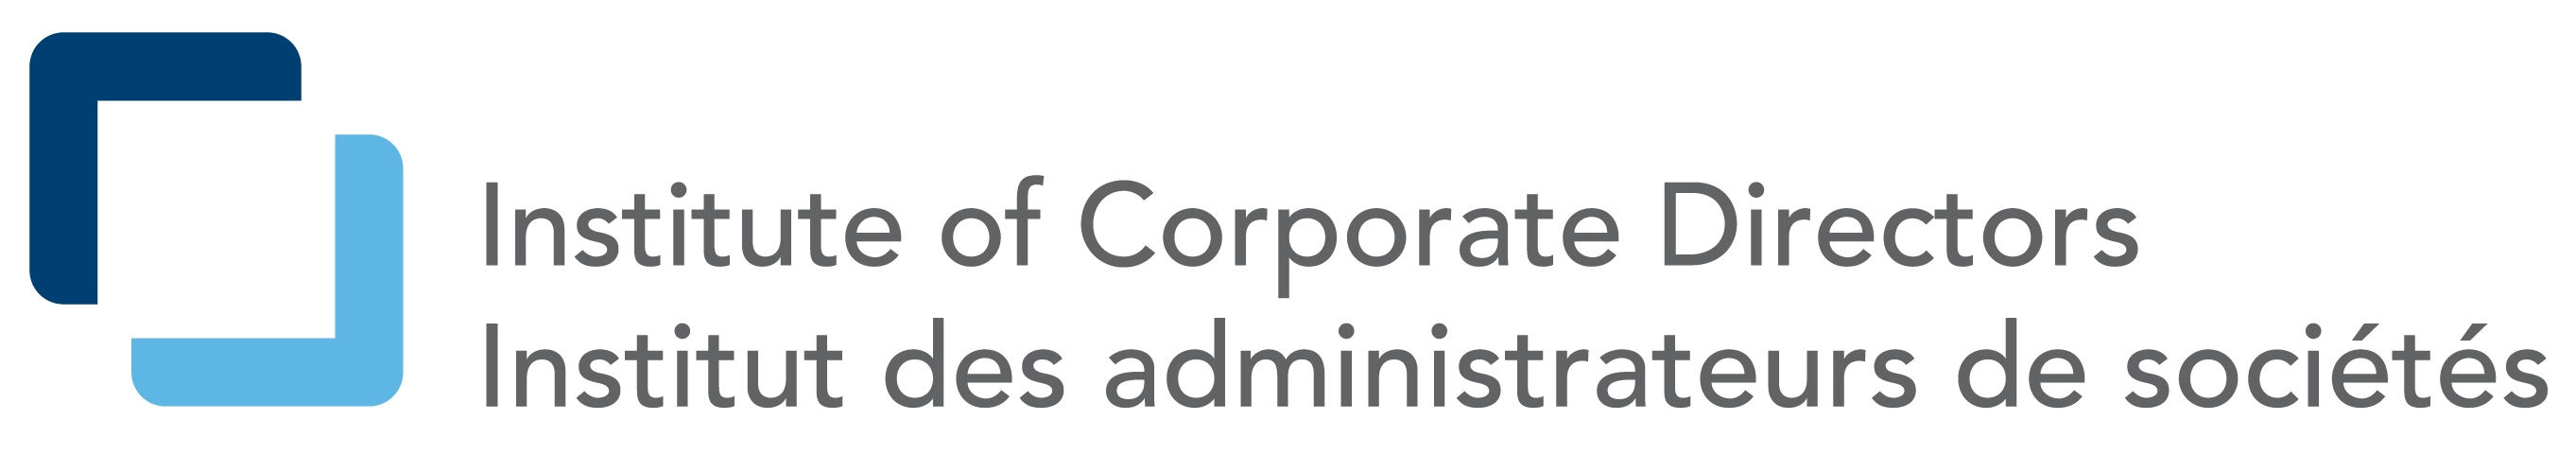 Institute of Corporate Directors
Institut des administrateurs de sociétés